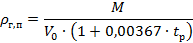 ρг,п = M / V0 · (1 + 0,00367 · tр)